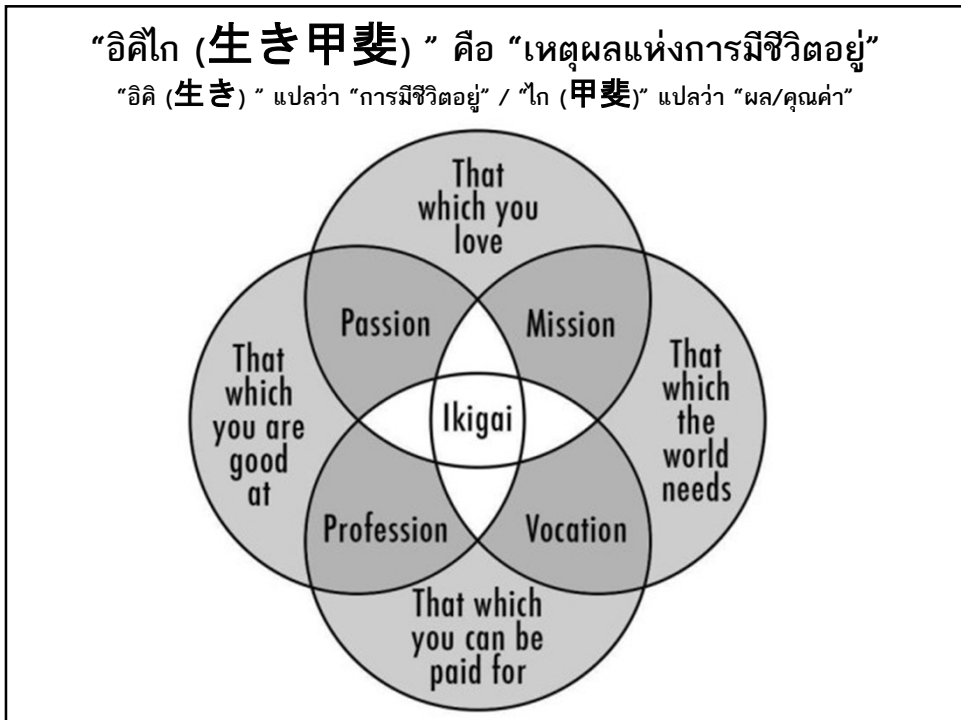 “อิคิไก (生き甲斐) ” คือ “เหตุผลแห่งการมีชีวิตอยู่”
“อิคิ (生き) ” แปลว่า “การมีชีวิตอยู่” / “ไก (甲斐)” แปลว่า “ผล/คุณค่า”
That
which you
love
Passion
Mission
That
which
you are
good
at
Ikigai
That
which
the
world
needs
Profession
Vocation
That which
you can be
paid for